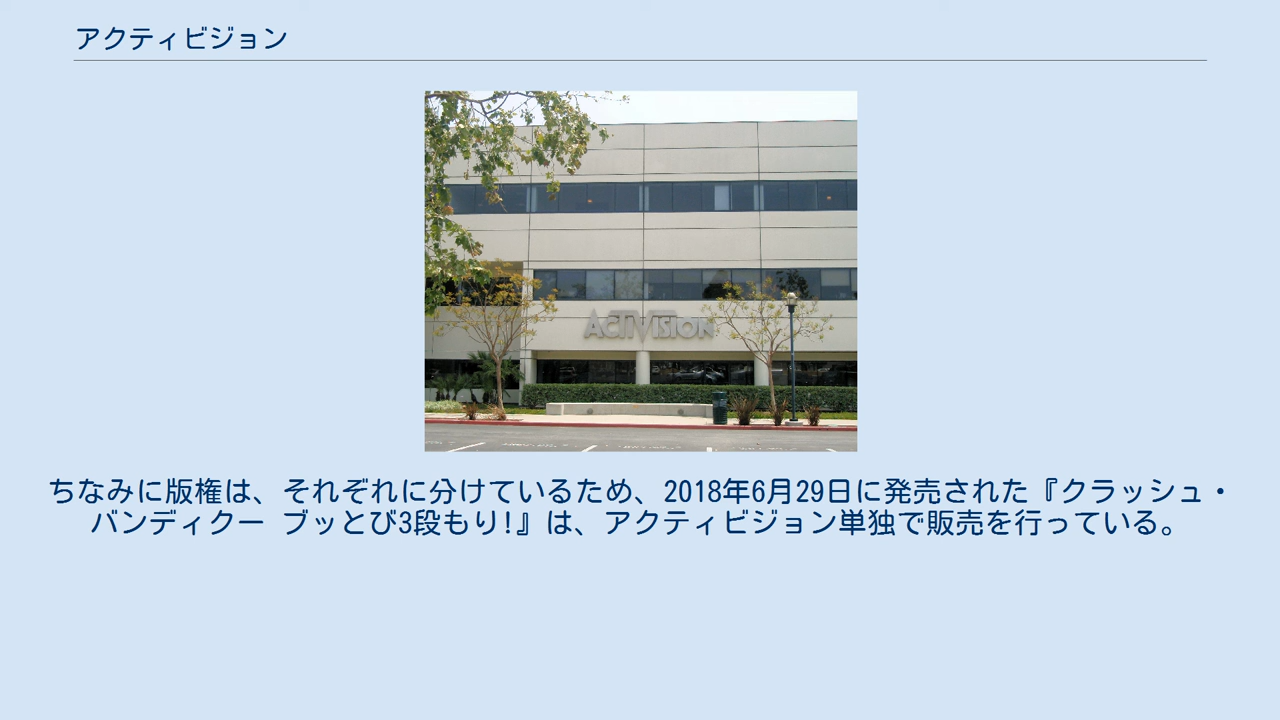 アクティビジョン
ACTIVISION
ちなみに版権は、それぞれに分けているため、2018年6月29日に発売された『クラッシュ・
バンディクー ブッとび3段もり!』は、アクティビジョン単独で販売を行っている。